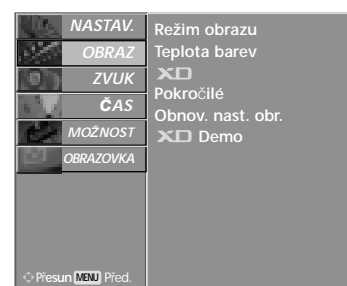 NASTAV.
OBRAZ
ZVUK
ČAS
MOŽNOST
OBRAZOVKA
Režim obrazu
Teplota barev
XD
Pokročilé
Obnov. nast. obr.
XD Demo
Přesun MENU Před.